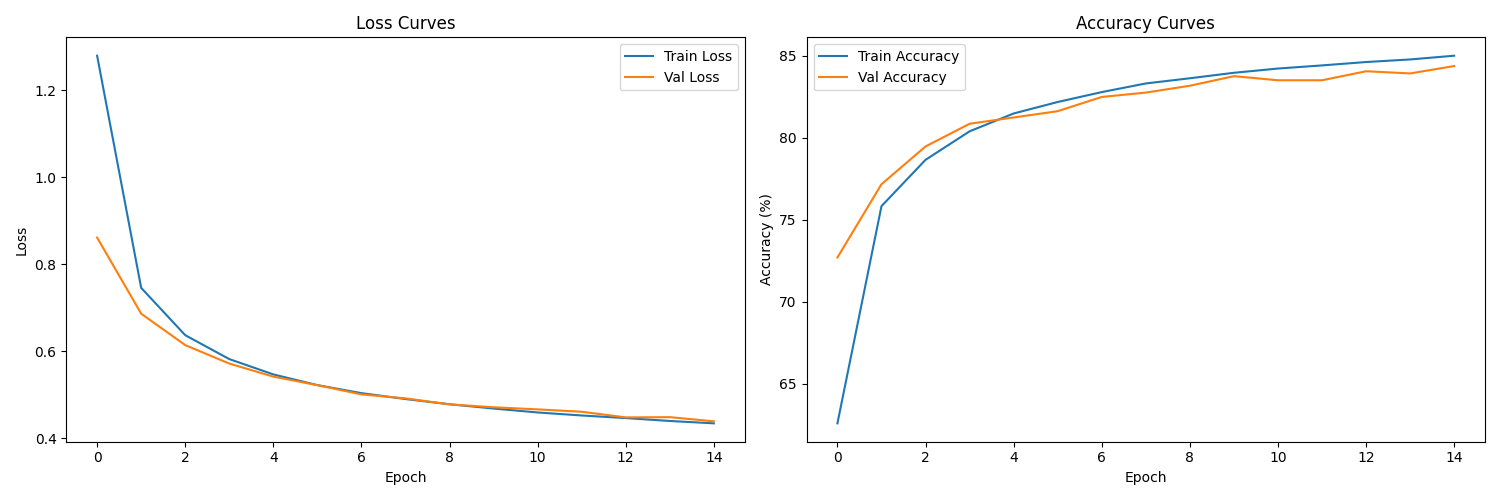 Loss Curves
Train Loss
Val Loss
Loss
1.2
1.0
0.8
0.6
0.4
0 2 4 6 8 10 12 14
Epoch
Accuracy Curves
Train Accuracy
Val Accuracy
Accuracy (%)
85
80
75
70
65
0 2 4 6 8 10 12 14
Epoch